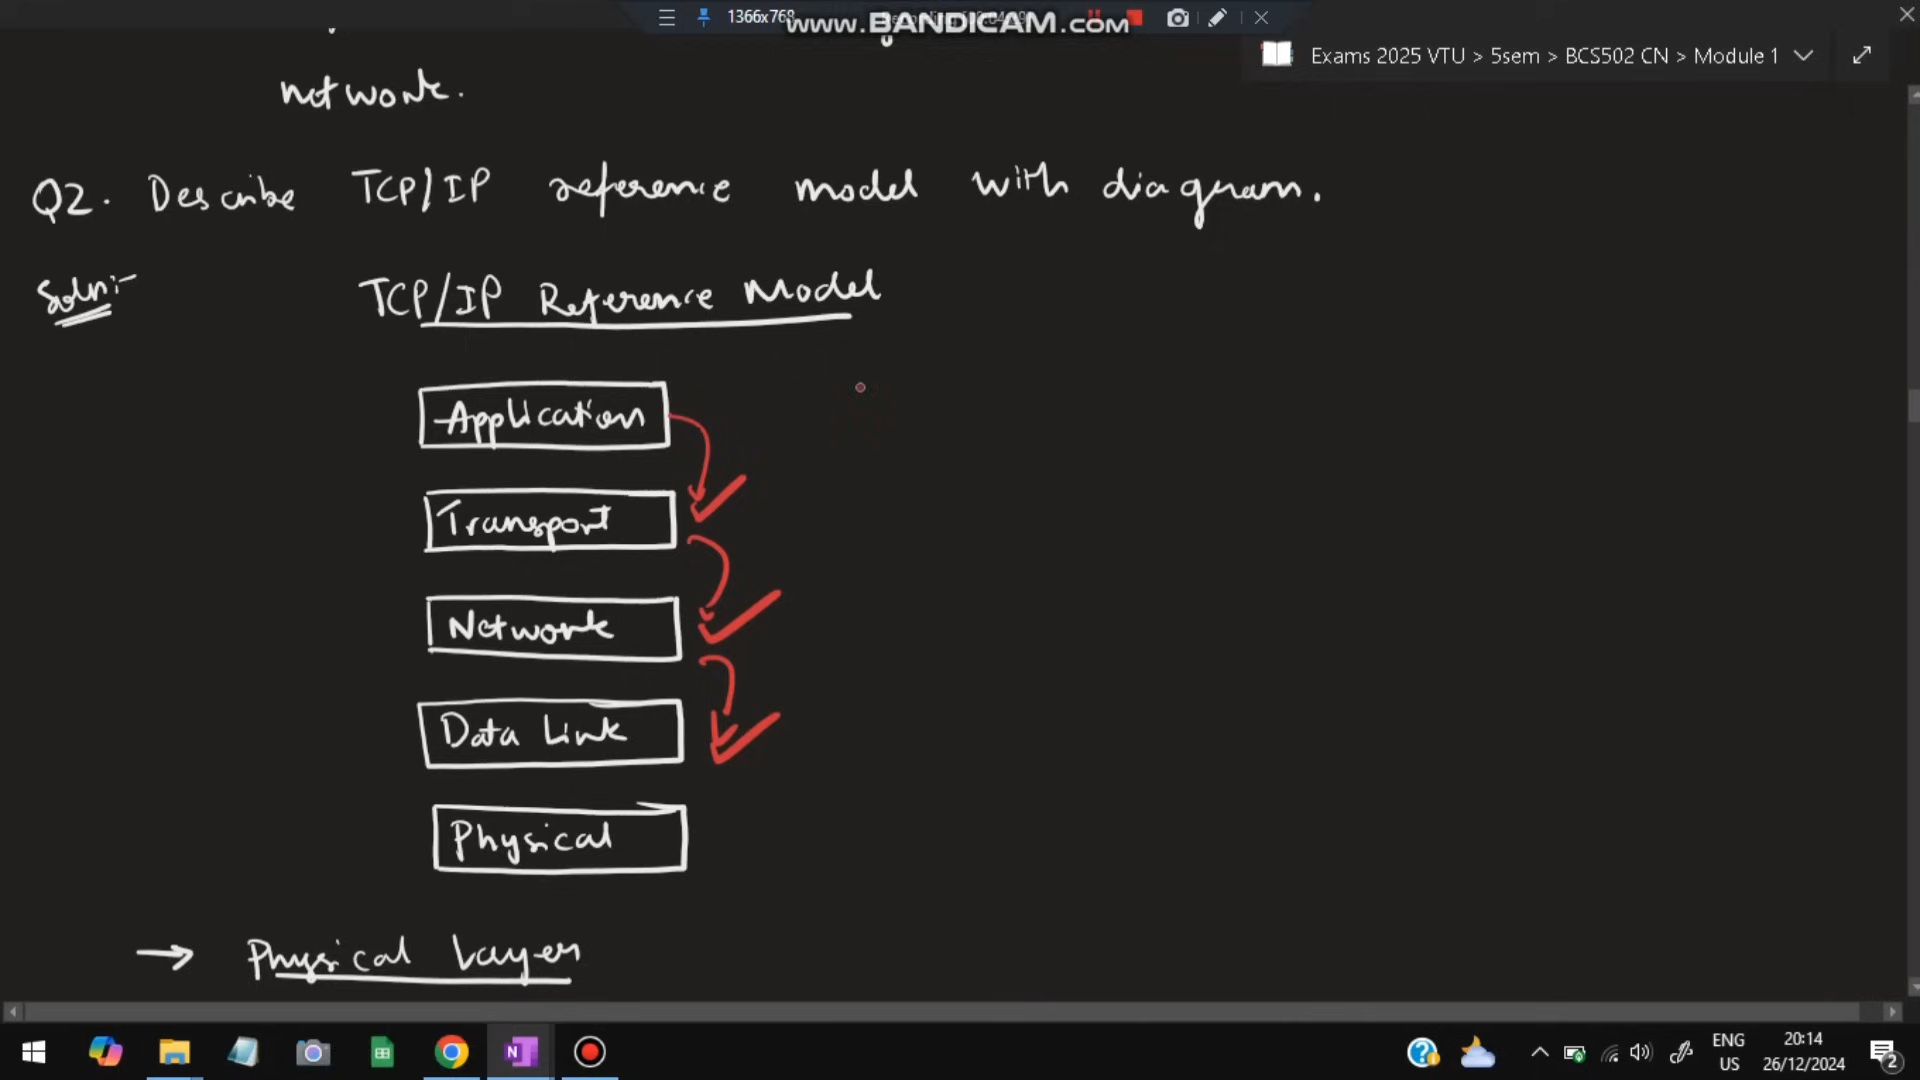 1366x768
www.BANDICAM.com
Exams 2025 VTU > 5sem > BCS502 CN > Module 1
network.
Q2. Describe TCP/IP reference model with diagram.
Soln:-
TCP/IP Reference Model
Application
Transport
Network
Data Link
Physical
→ Physical Layer
ENG
US
20:14
26/12/2024
2